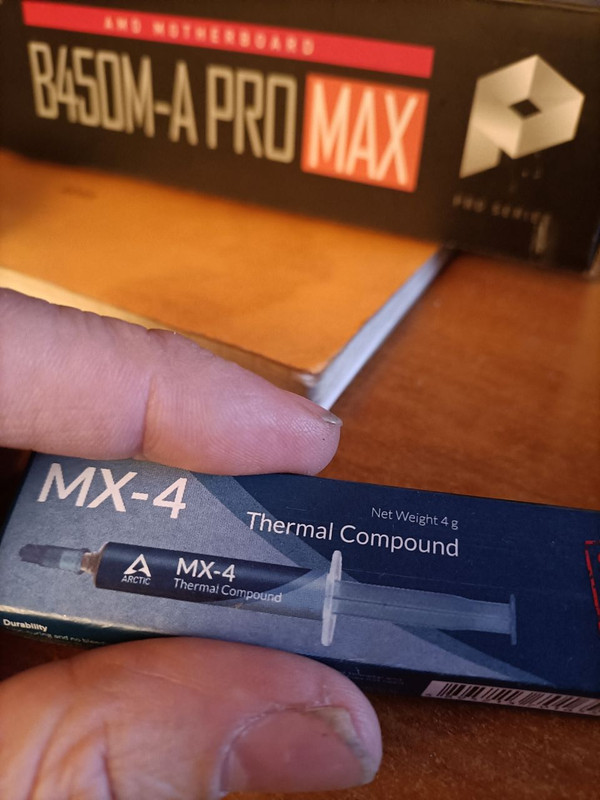 AMD MOTHERBOARD
B450M-A PRO MAX
PRO SERIES
MX-4
Net Weight 4 g
Thermal Compound
ARCTIC
MX-4
Thermal Compound
Durability